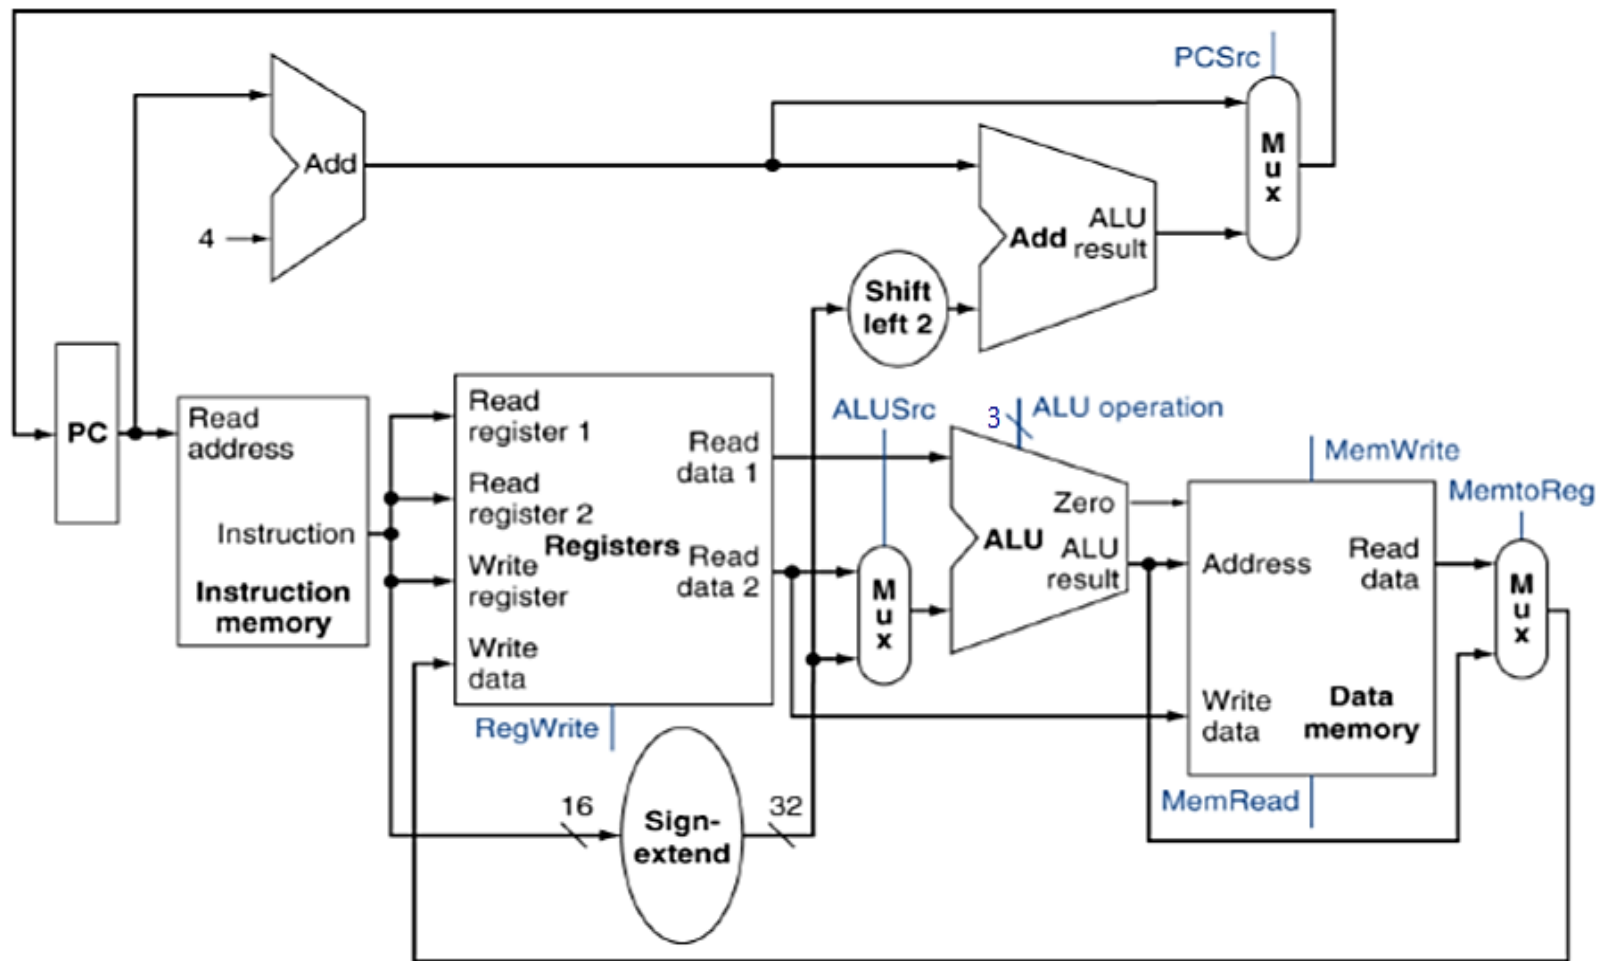 PCSrc
M
u
x
Add
4
Add
ALU
result
Shift
left 2
PC
Read
address
Instruction
Instruction
memory
Read
register 1
Read
register 2
Write
register
Write
data
Registers
Read
data 1
Read
data 2
RegWrite
16
Sign-
extend
32
ALUSrc
M
u
x
3
ALU operation
Zero
ALU
ALU
result
MemWrite
Address
Read
data
Write
data
Data
memory
MemRead
MemtoReg
M
u
x